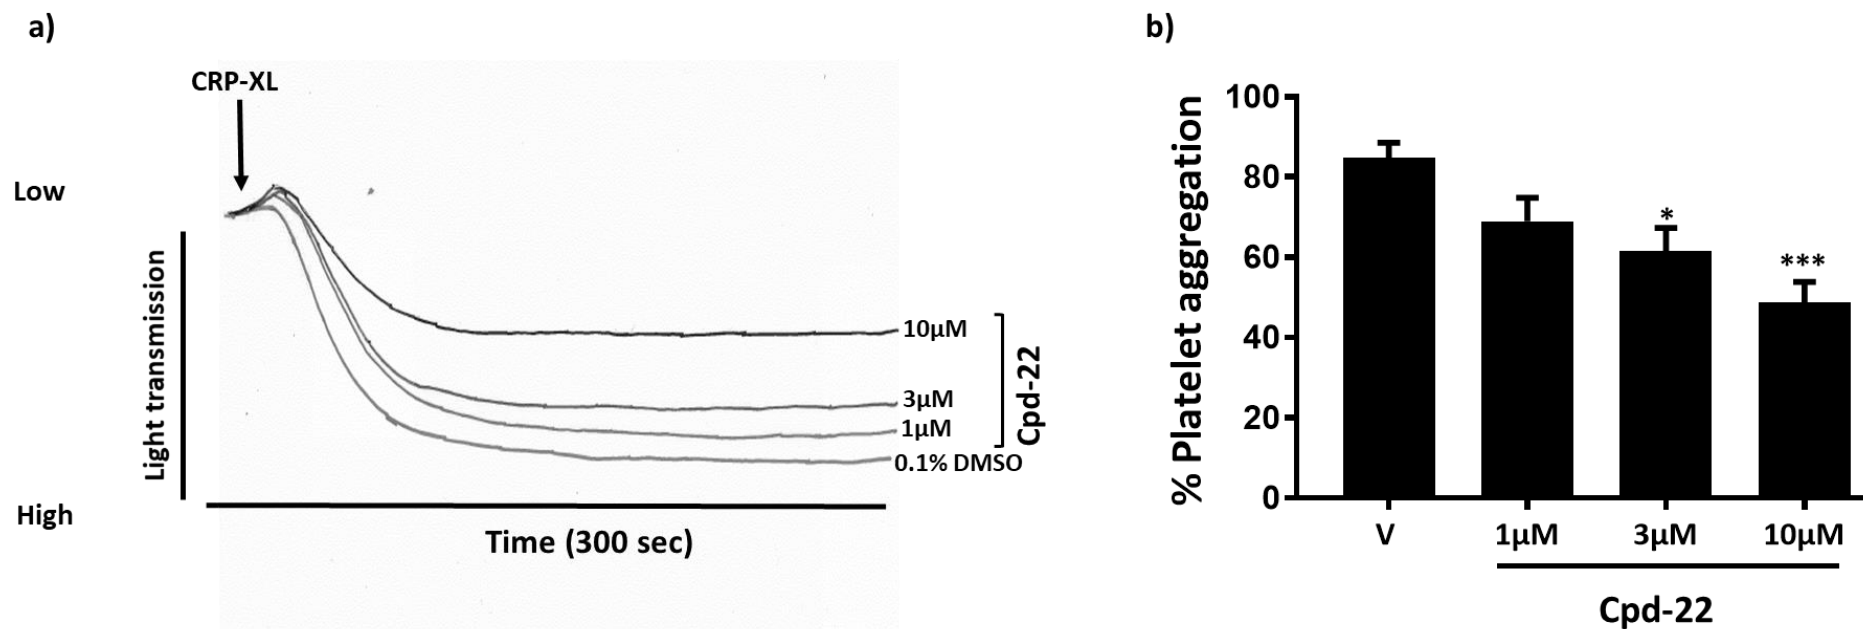 a)
CRP-XL
Low
Light transmission
High
10µM
3µM
1µM
0.1% DMSO
Cpd-22
Time (300 sec)
b)
% Platelet aggregation
100
80
60
40
20
0
*
***
V
1µM
3µM
10µM
Cpd-22